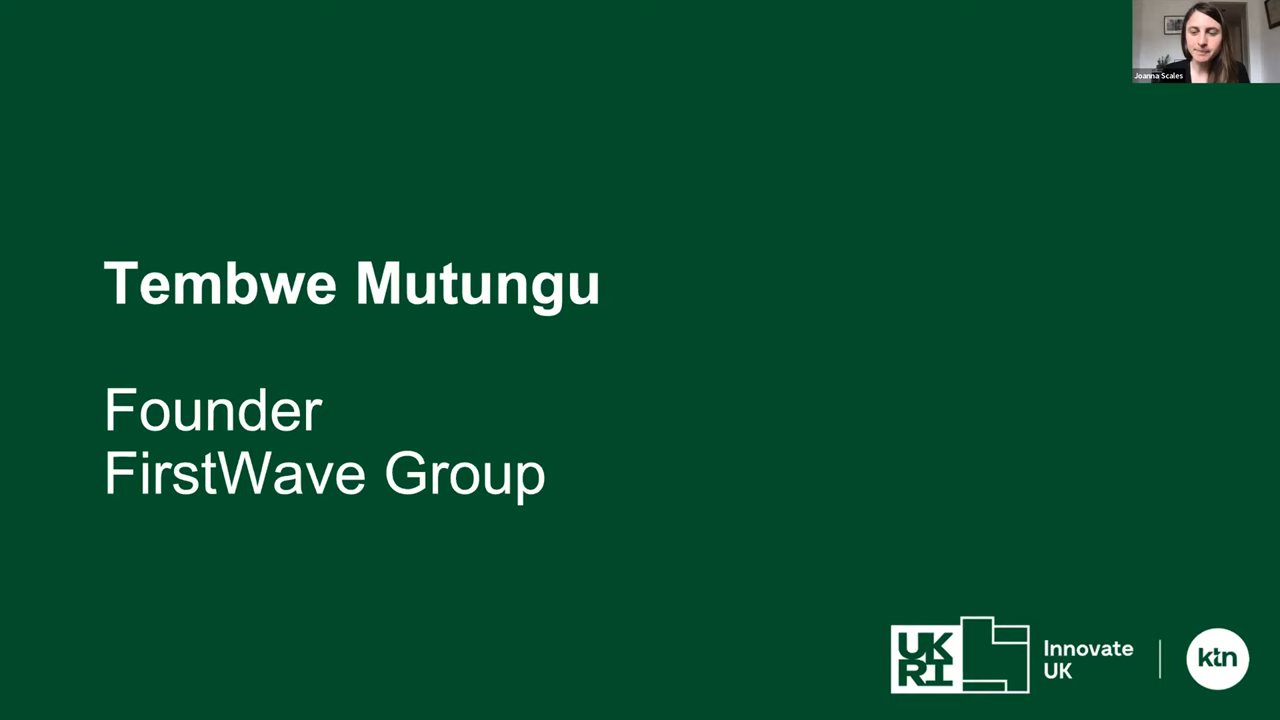 Joanna Scales
Tembwe Mutungu
Founder
FirstWave Group
UK
RI
Innovate
UK
ktn